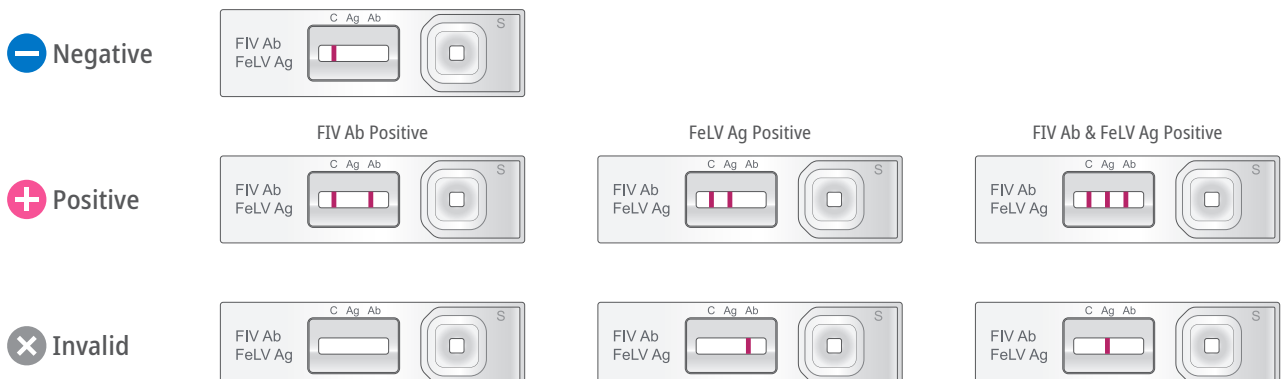 C Ag Ab
S
Negative
FIV Ab
FeLV Ag
FIV Ab Positive
FeLV Ag Positive
FIV Ab & FeLV Ag Positive
C Ag Ab
S
C Ag Ab
S
C Ag Ab
S
Positive
FIV Ab
FeLV Ag
FIV Ab
FeLV Ag
FIV Ab
FeLV Ag
C Ag Ab
S
C Ag Ab
S
C Ag Ab
S
Invalid
FIV Ab
FeLV Ag
FIV Ab
FeLV Ag
FIV Ab
FeLV Ag